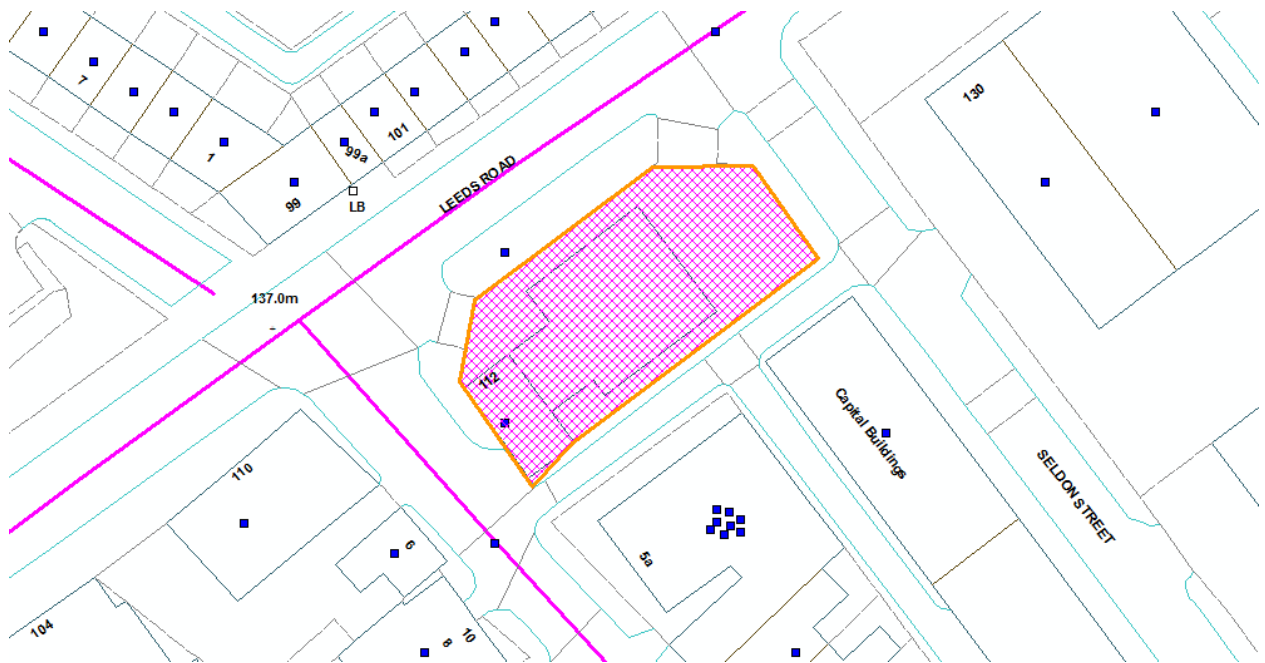 7
1
101
99a
99
LB
LEEDS ROAD
130
137.0m
112
110
Capital Buildings
SELDON STREET
6
5a
104
8
10